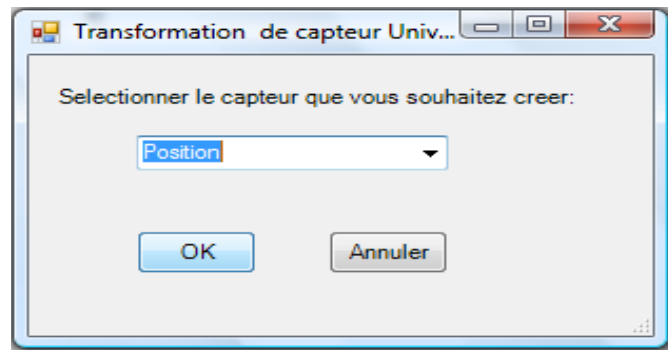 Transformation de capteur Univ...
Selectionner le capteur que vous souhaitez creer:
Position
OK
Annuler